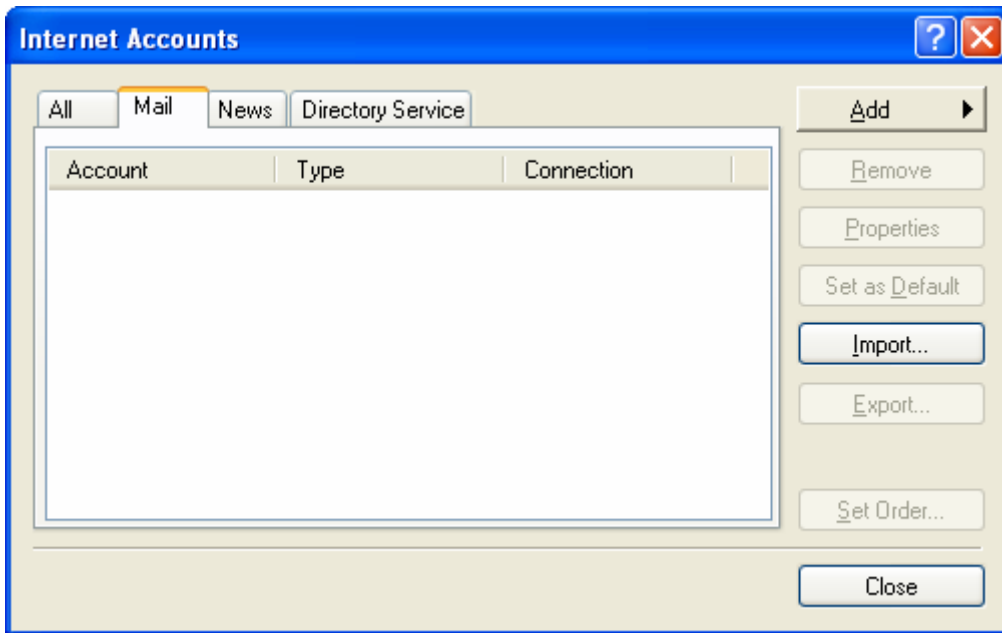 Internet Accounts
All Mail News Directory Service
Add
Account Type Connection
Remove
Properties
Set as Default
Import...
Export...
Set Order...
Close